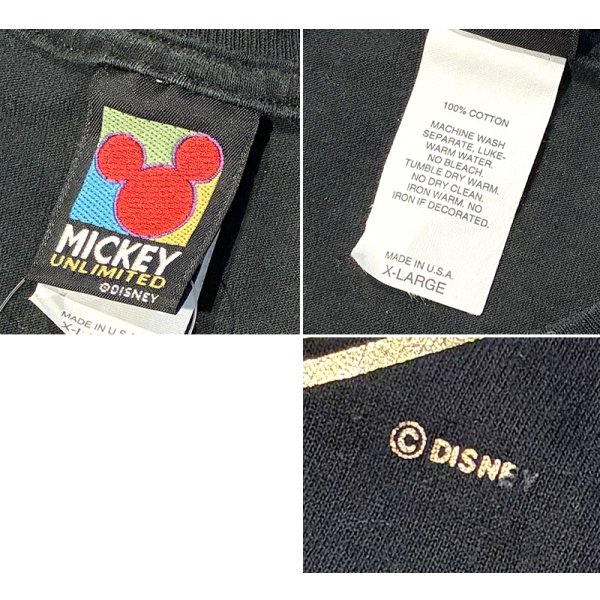 MICKEY
UNLIMITED
©DISNEY
MADE IN U.S.A
100% COTTON
MACHINE WASH
SEPARATE, LUKE-
WARM WATER.
NO BLEACH.
TUMBLE DRY WARM.
NO DRY CLEAN.
IRON WARM. NO
IRON IF DECORATED.
MADE IN U.S.A.
X-LARGE
© DISNEY